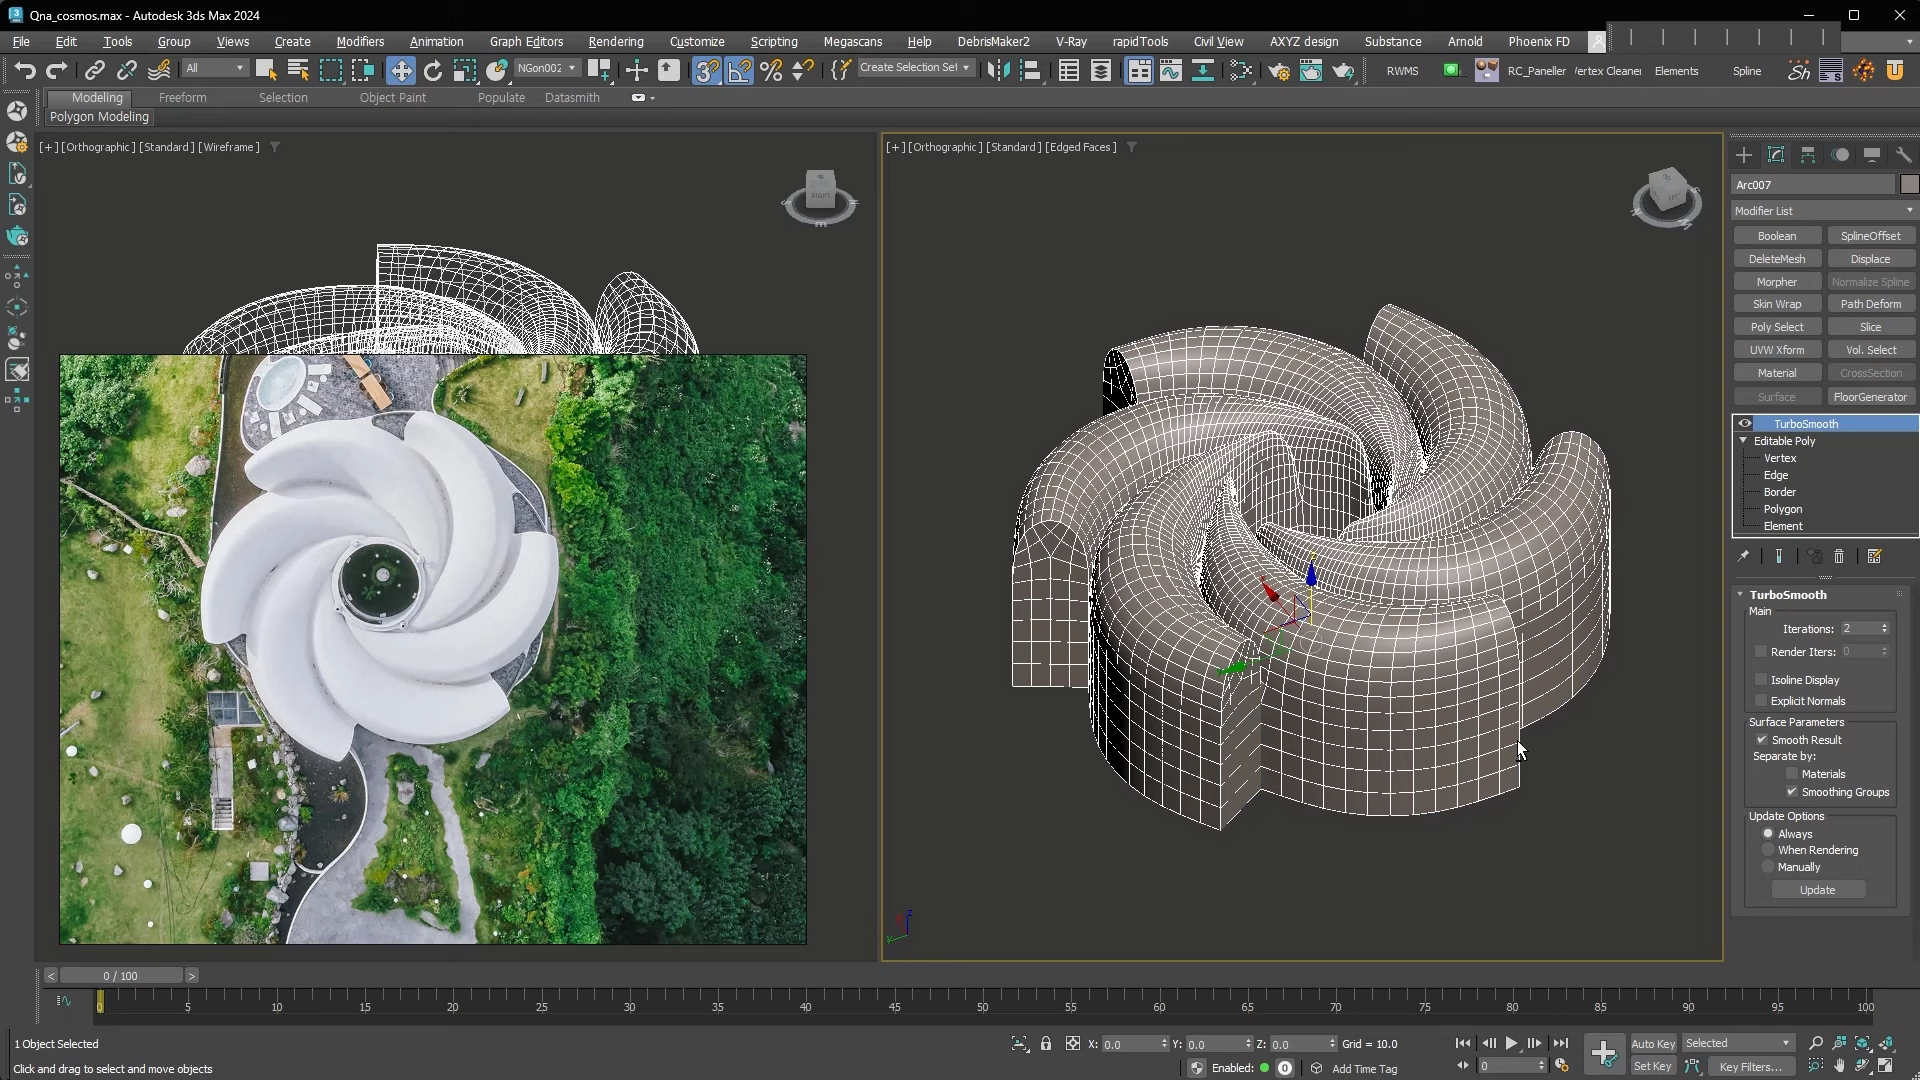 Qna_cosmos.max - Autodesk 3ds Max 2024
File Edit Tools Group Views Create Modifiers Animation Graph Editors Rendering Customize Scripting Megascans Help DebrisMaker2 V-Ray rapidTools Civil View AXYZ design Substance Arnold Phoenix FD
All NGon002 Create Selection Set RWMS RC_Paneller /ertex Cleaner Elements Spline
Modeling Freeform Selection Object Paint Populate Datasmith
Polygon Modeling
[+] [Orthographic] [Standard] [Wireframe]
[+] [Orthographic] [Standard] [Edged Faces]
RIGHT
LEFT
Arc007
Modifier List
Boolean SplineOffset
DeleteMesh Displace
Morpher Normalize Spline
Skin Wrap Path Deform
Poly Select Slice
UVW Xform Vol. Select
Material CrossSection
Surface FloorGenerator
TurboSmooth
Editable Poly
Vertex
Edge
Border
Polygon
Element
TurboSmooth
Main
Iterations: 2
Render Iters: 0
Isoline Display
Explicit Normals
Surface Parameters
Smooth Result
Separate by:
Materials
Smoothing Groups
Update Options
Always
When Rendering
Manually
Update
z
y
< 0 / 100 >
0 5 10 15 20 25 30 35 40 45 50 55 60 65 70 75 80 85 90 95 100
1 Object Selected
X: 0.0 Y: 0.0 Z: 0.0 Grid = 10.0
Auto Key Selected
Click and drag to select and move objects
Enabled: 0 Add Time Tag
0
Set Key Key Filters...